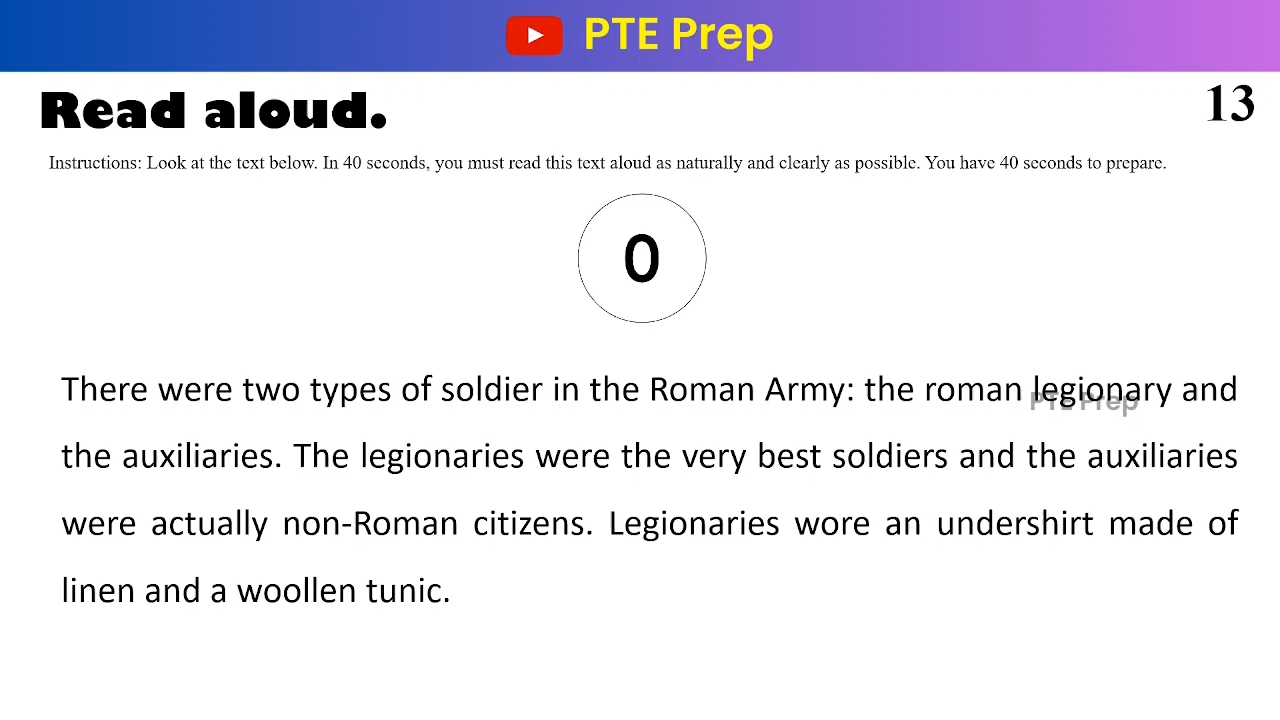 PTE Prep
Read aloud.
13
Instructions: Look at the text below. In 40 seconds, you must read this text aloud as naturally and clearly as possible. You have 40 seconds to prepare.
0
There were two types of soldier in the Roman Army: the roman legionary and
PTE Prep
the auxiliaries. The legionaries were the very best soldiers and the auxiliaries
were actually non-Roman citizens. Legionaries wore an undershirt made of
linen and a woollen tunic.